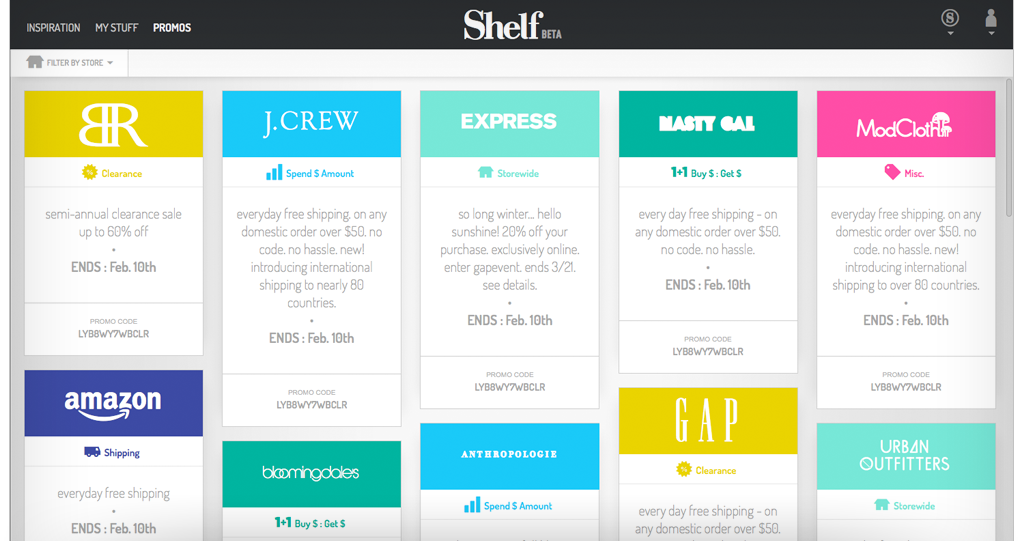 INSPIRATION MY STUFF PROMOS
Shelf BETA
FILTER BY STORE
BR
Clearance
semi-annual clearance sale
up to 60% off
•
ENDS : Feb. 10th
PROMO CODE
LYB8WY7WBCLR
J.CREW
Spend $ Amount
everyday free shipping. on any
domestic order over $50. no
code. no hassle. new!
introducing international
shipping to nearly 80
countries.
•
ENDS : Feb. 10th
PROMO CODE
LYB8WY7WBCLR
EXPRESS
Storewide
so long winter... hello
sunshine! 20% off your
purchase. exclusively online.
enter gapevent. ends 3/21.
see details.
•
ENDS : Feb. 10th
PROMO CODE
LYB8WY7WBCLR
NASTY GAL
1+1 Buy $ : Get $
every day free shipping - on
any domestic order over $50.
no code. no hassle.
•
ENDS : Feb. 10th
PROMO CODE
LYB8WY7WBCLR
ModCloth
Misc.
everyday free shipping. on any
domestic order over $50. no
code. no hassle. new!
introducing international
shipping to over 80 countries.
•
ENDS : Feb. 10th
PROMO CODE
LYB8WY7WBCLR
amazon
Shipping
everyday free shipping
•
ENDS : Feb. 10th
bloomingdale's
1+1 Buy $ : Get $
ANTHROPOLOGIE
Spend $ Amount
GAP
Clearance
every day free shipping - on
any domestic order over $50.
URBAN
OUTFITTERS
Storewide